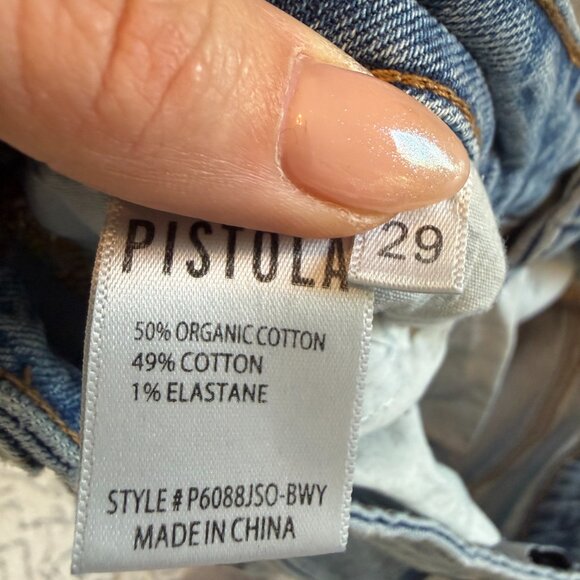 PISTOLA
29
50% ORGANIC COTTON
49% COTTON
1% ELASTANE
STYLE # P6088JSO-BWY
MADE IN CHINA